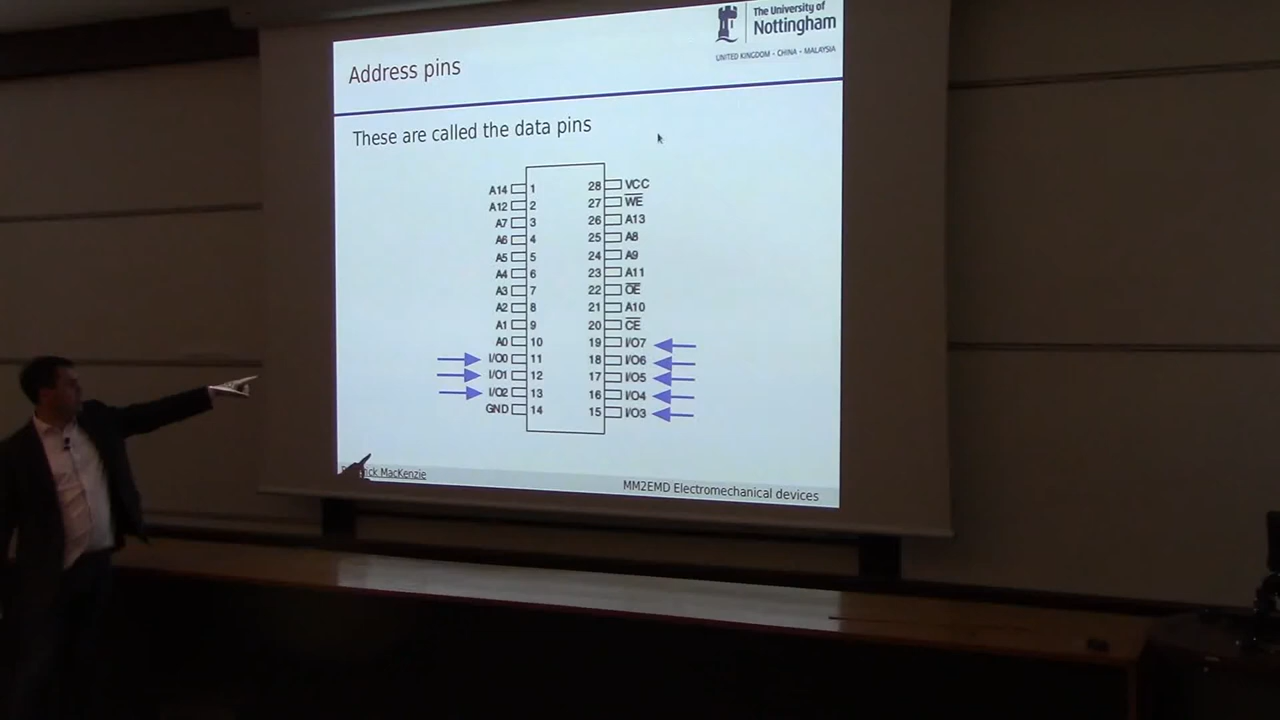 The University of
Nottingham
UNITED KINGDOM · CHINA · MALAYSIA
Address pins
These are called the data pins
A14 1 28 VCC
A12 2 27 WE
A7 3 26 A13
A6 4 25 A8
A5 5 24 A9
A4 6 23 A11
A3 7 22 OE
A2 8 21 A10
A1 9 20 CE
A0 10 19 I/O7
I/O0 11 18 I/O6
I/O1 12 17 I/O5
I/O2 13 16 I/O4
GND 14 15 I/O3
MacKenzie
MM2EMD Electromechanical devices